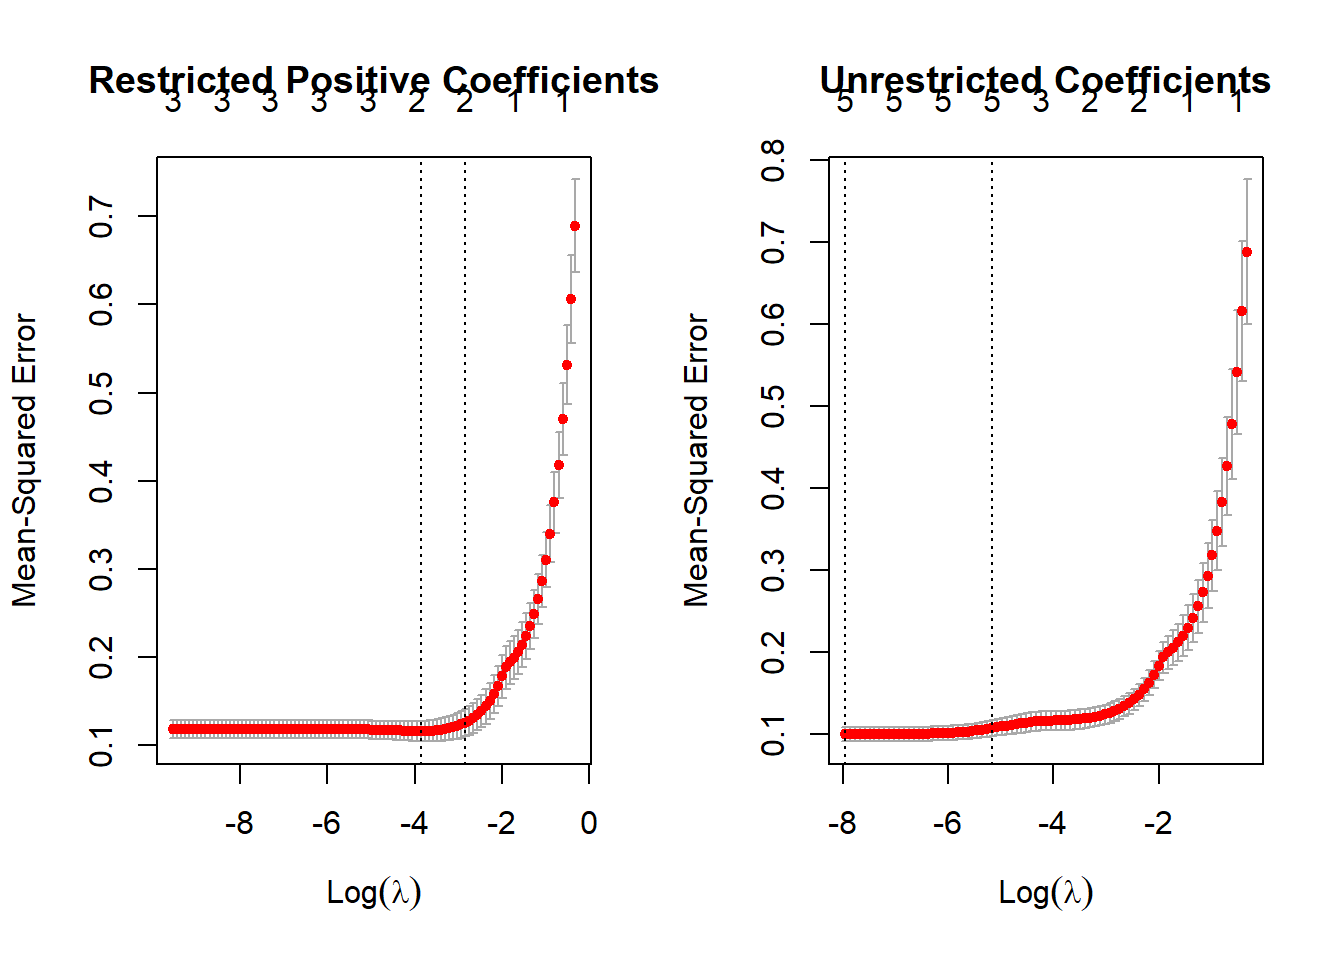 Restricted Positive Coefficients
3 3 3 3 3 2 2 1 1
0.7
0.6
0.5
0.4
0.3
0.2
0.1
Mean-Squared Error
-8 -6 -4 -2 0
Log(λ)
Unrestricted Coefficients
5 5 5 5 3 2 2 1 1
0.8
0.7
0.6
0.5
0.4
0.3
0.2
0.1
Mean-Squared Error
-8 -6 -4 -2
Log(λ)